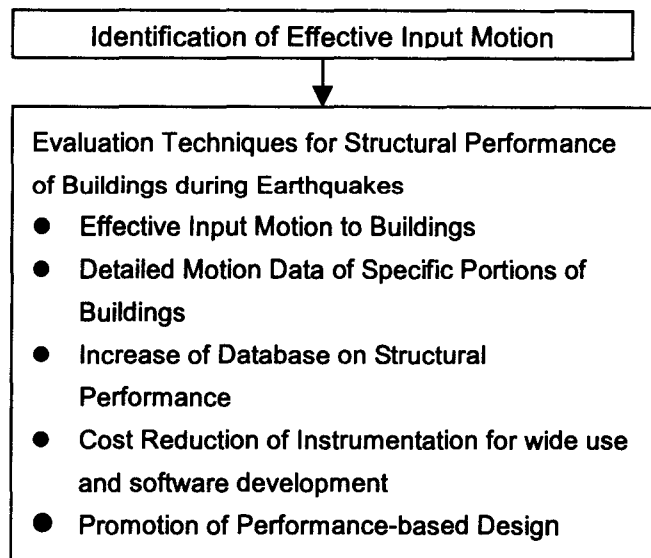 Identification of Effective Input Motion
Evaluation Techniques for Structural Performance
of Buildings during Earthquakes
● Effective Input Motion to Buildings
● Detailed Motion Data of Specific Portions of
Buildings
● Increase of Database on Structural
Performance
● Cost Reduction of Instrumentation for wide use
and software development
● Promotion of Performance-based Design